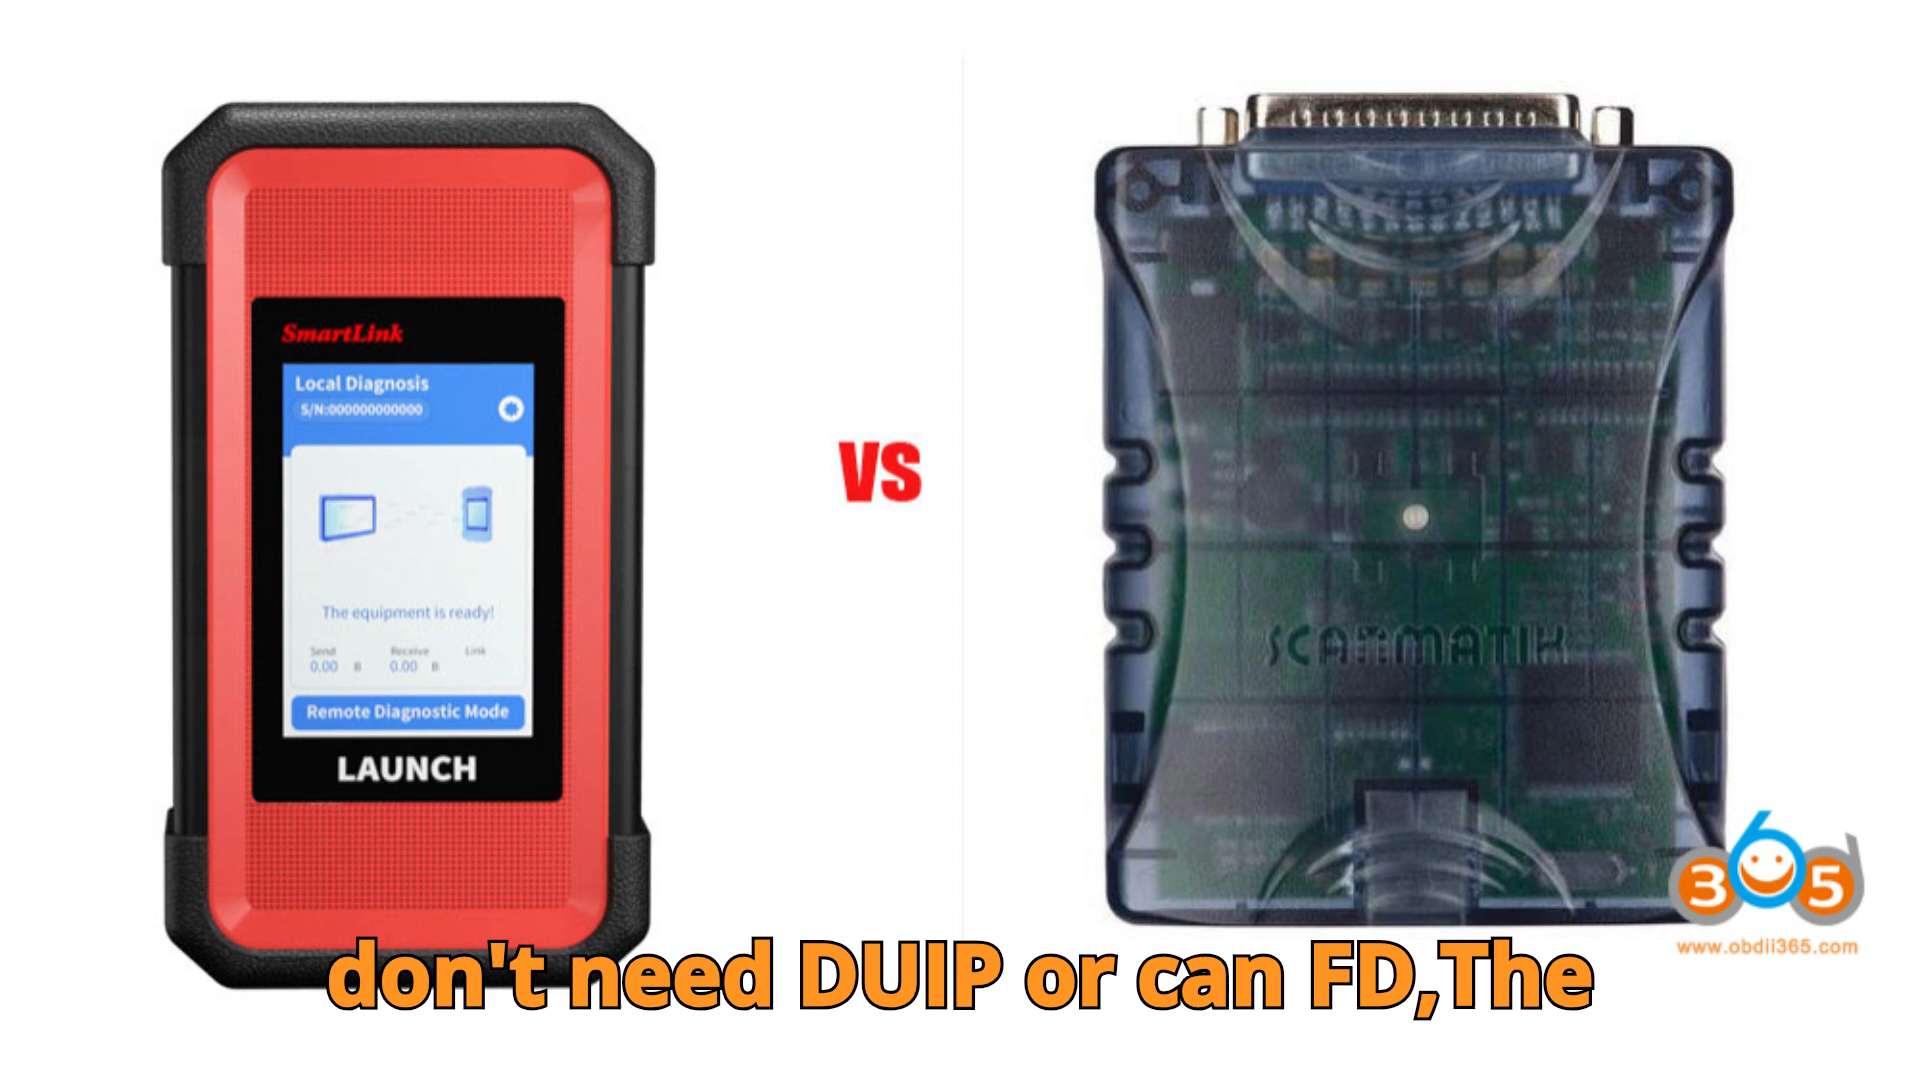 SmartLink
Local Diagnosis
S/N:000000000000
The equipment is ready!
Send Receive Link
0.00 B 0.00 B
Remote Diagnostic Mode
LAUNCH
VS
SCANMATIK
365d
www.obdii365.com
don't need DUIP or can FD,The